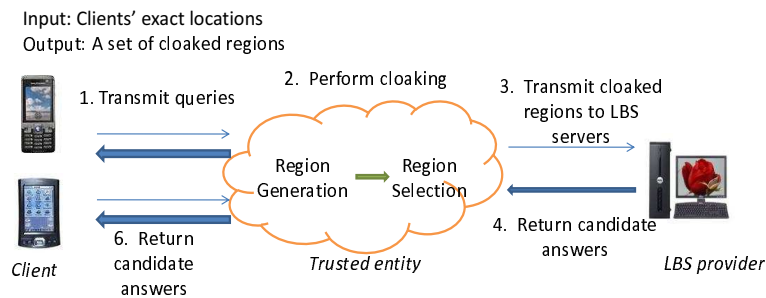 Input: Clients' exact locations
Output: A set of cloaked regions
1. Transmit queries
2. Perform cloaking
3. Transmit cloaked
regions to LBS
servers
Region
Generation
Region
Selection
4. Return candidate
answers
6. Return
candidate
answers
Client
Trusted entity
LBS provider